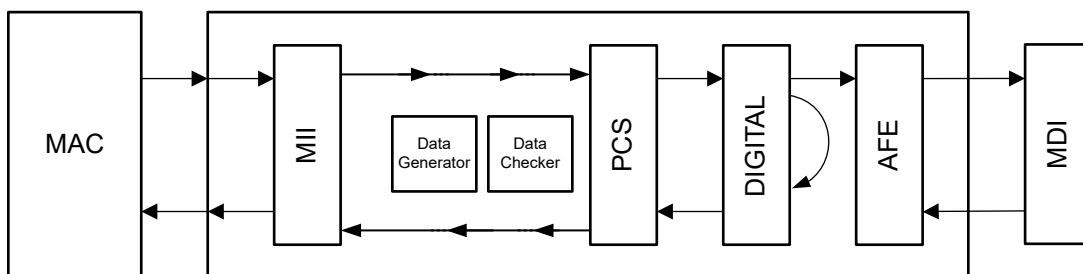 MAC
MII
Data
Generator
Data
Checker
PCS
DIGITAL
AFE
MDI